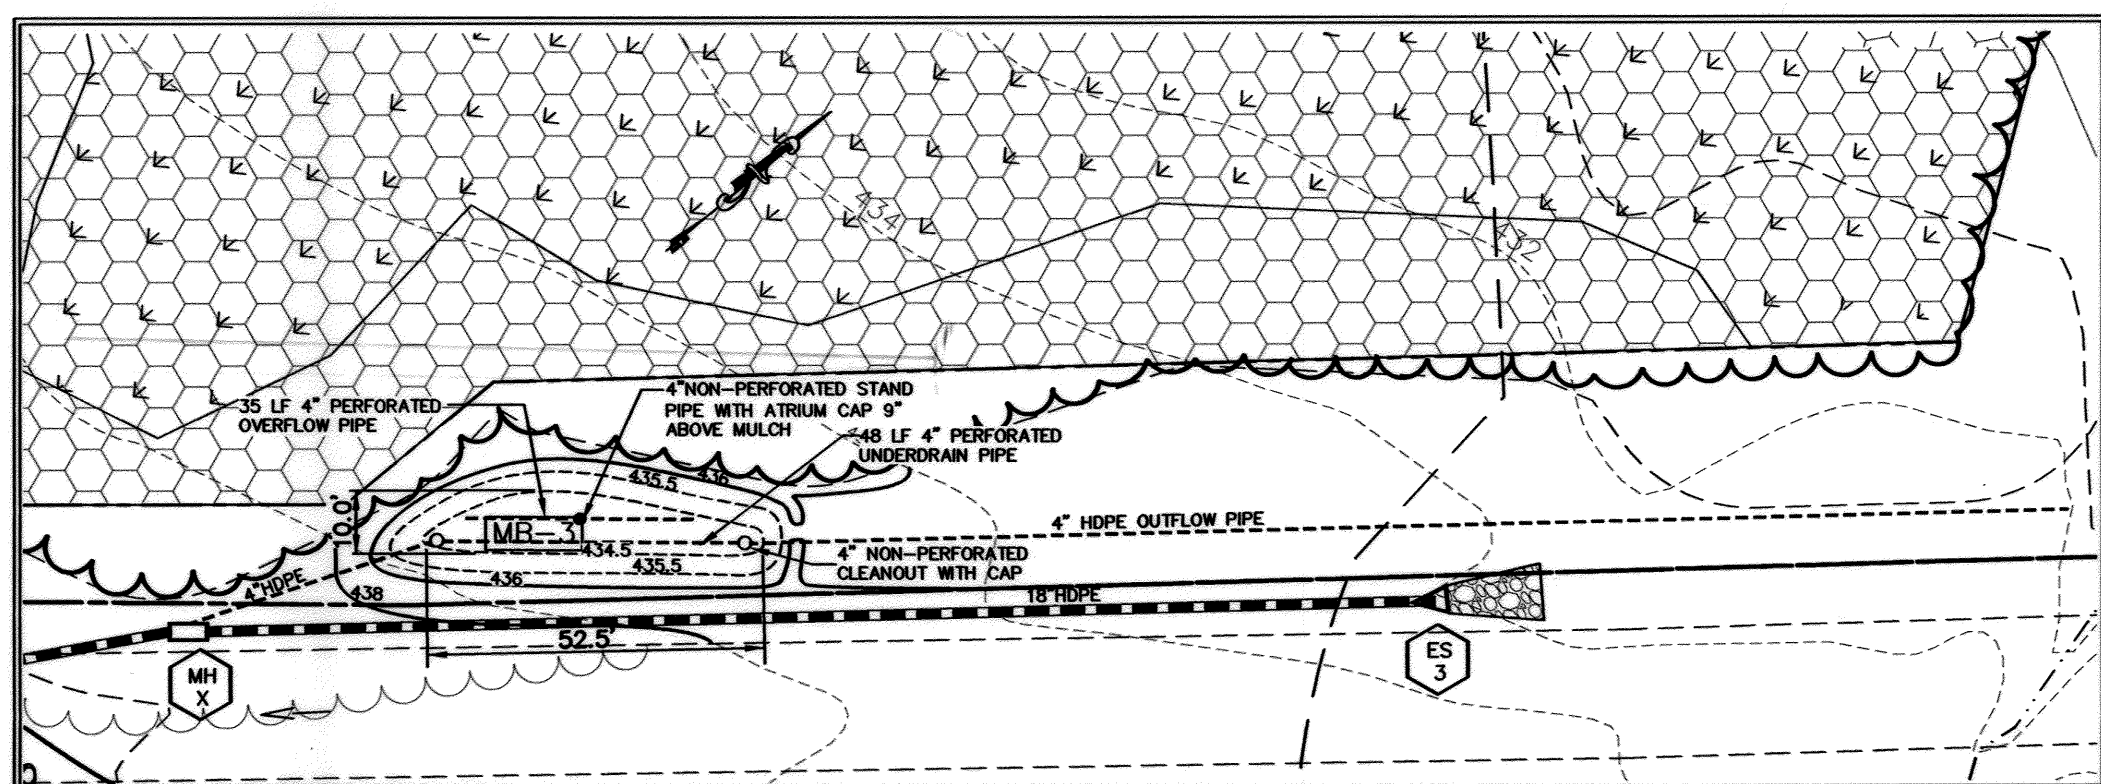 434
432
4"NON-PERFORATED STAND
PIPE WITH ATRIUM CAP 9"
ABOVE MULCH
35 LF 4" PERFORATED
OVERFLOW PIPE
48 LF 4" PERFORATED
UNDERDRAIN PIPE
435.5
436
10.0'
MB-3
434.5
4" HDPE OUTFLOW PIPE
4" NON-PERFORATED
CLEANOUT WITH CAP
435.5
436
4"HDPE
438
18 HDPE
52.5'
MH
X
ES
3